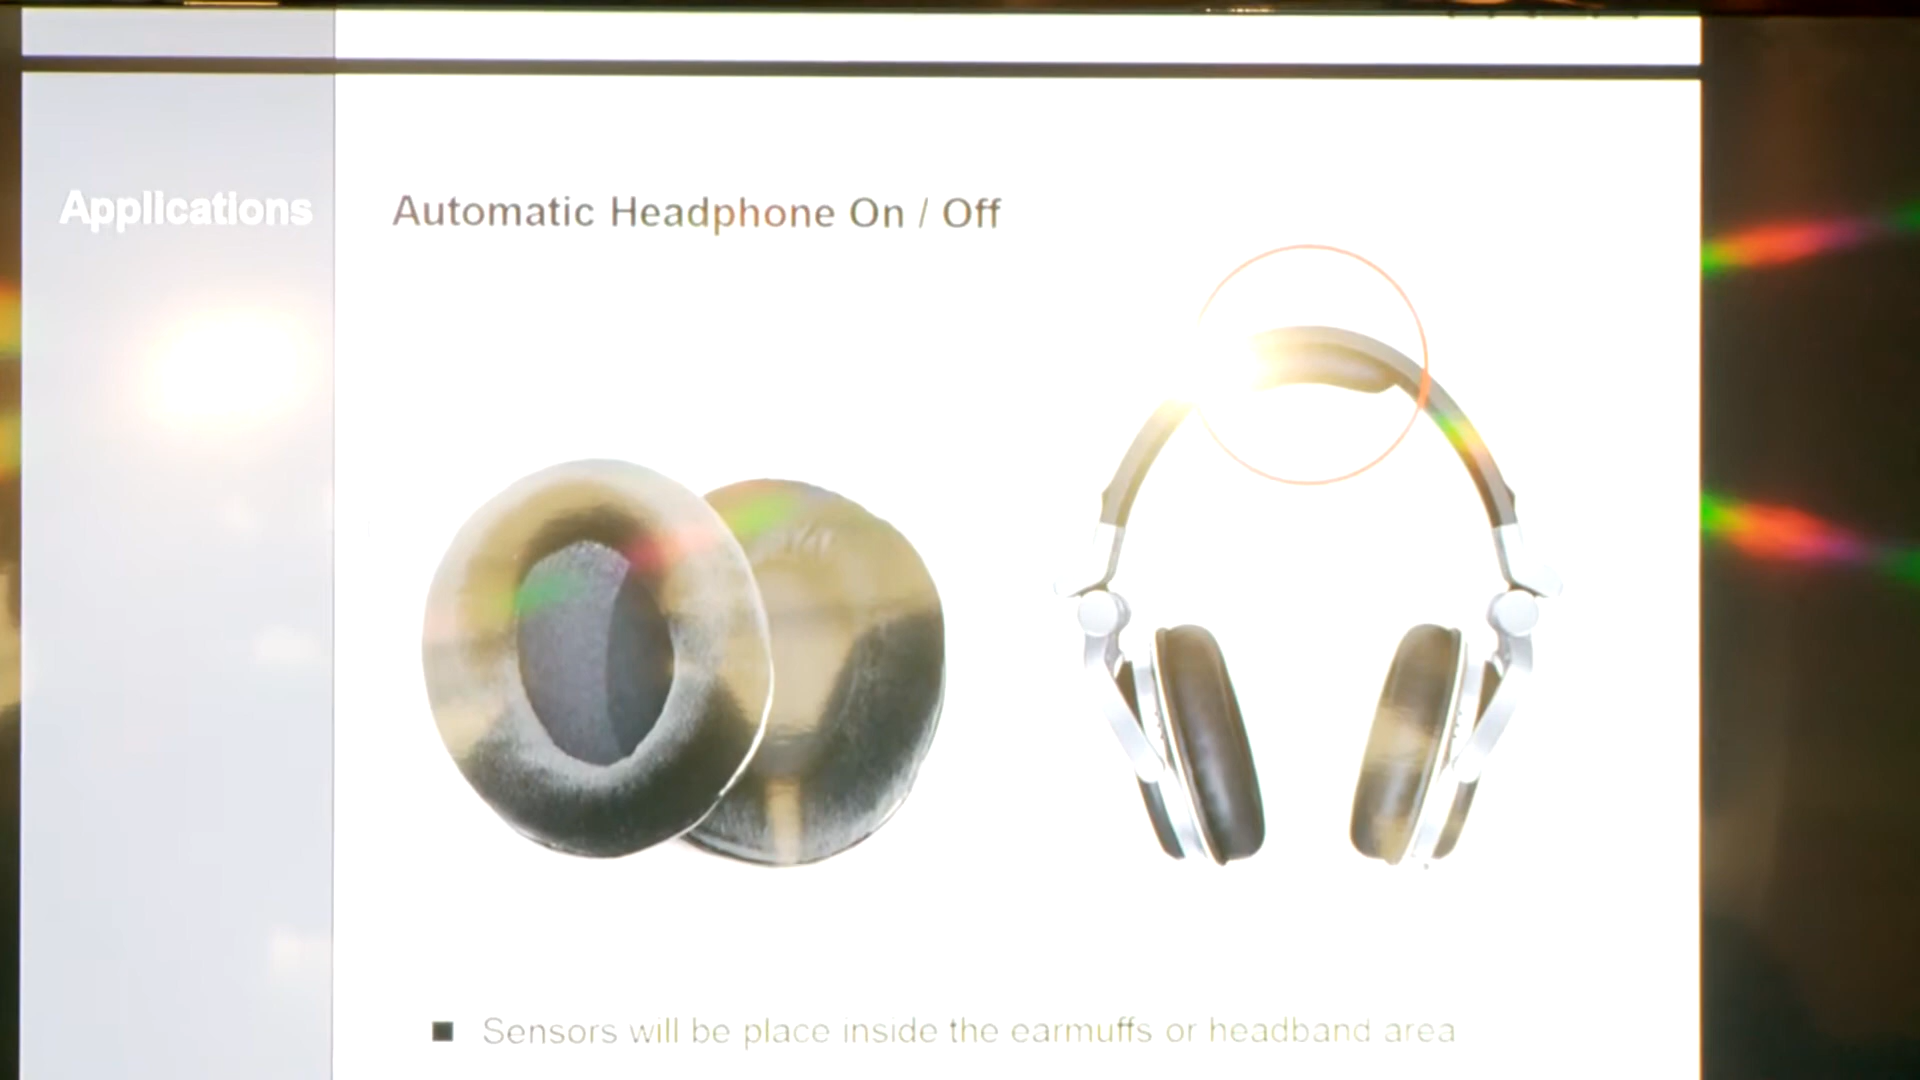 Applications
Automatic Headphone On / Off
■ Sensors will be place inside the earmuffs or headband area